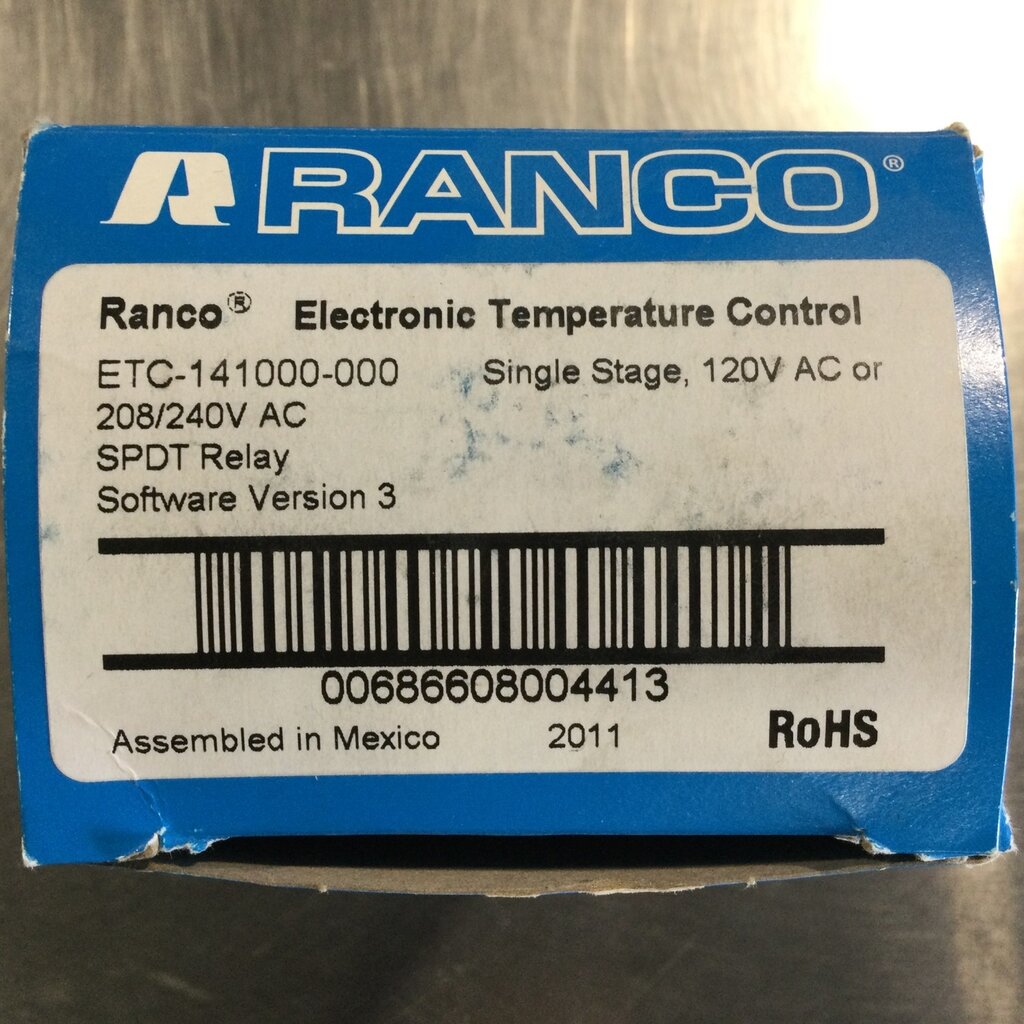 RANCO®
Ranco® Electronic Temperature Control
ETC-141000-000 Single Stage, 120V AC or
208/240V AC
SPDT Relay
Software Version 3
00686608004413
Assembled in Mexico 2011 RoHS